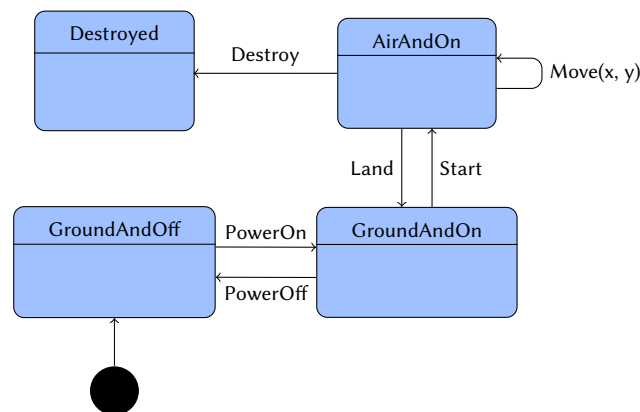 Destroyed
AirAndOn
Destroy
Move(x, y)
Land
Start
GroundAndOff
PowerOn
GroundAndOn
PowerOff